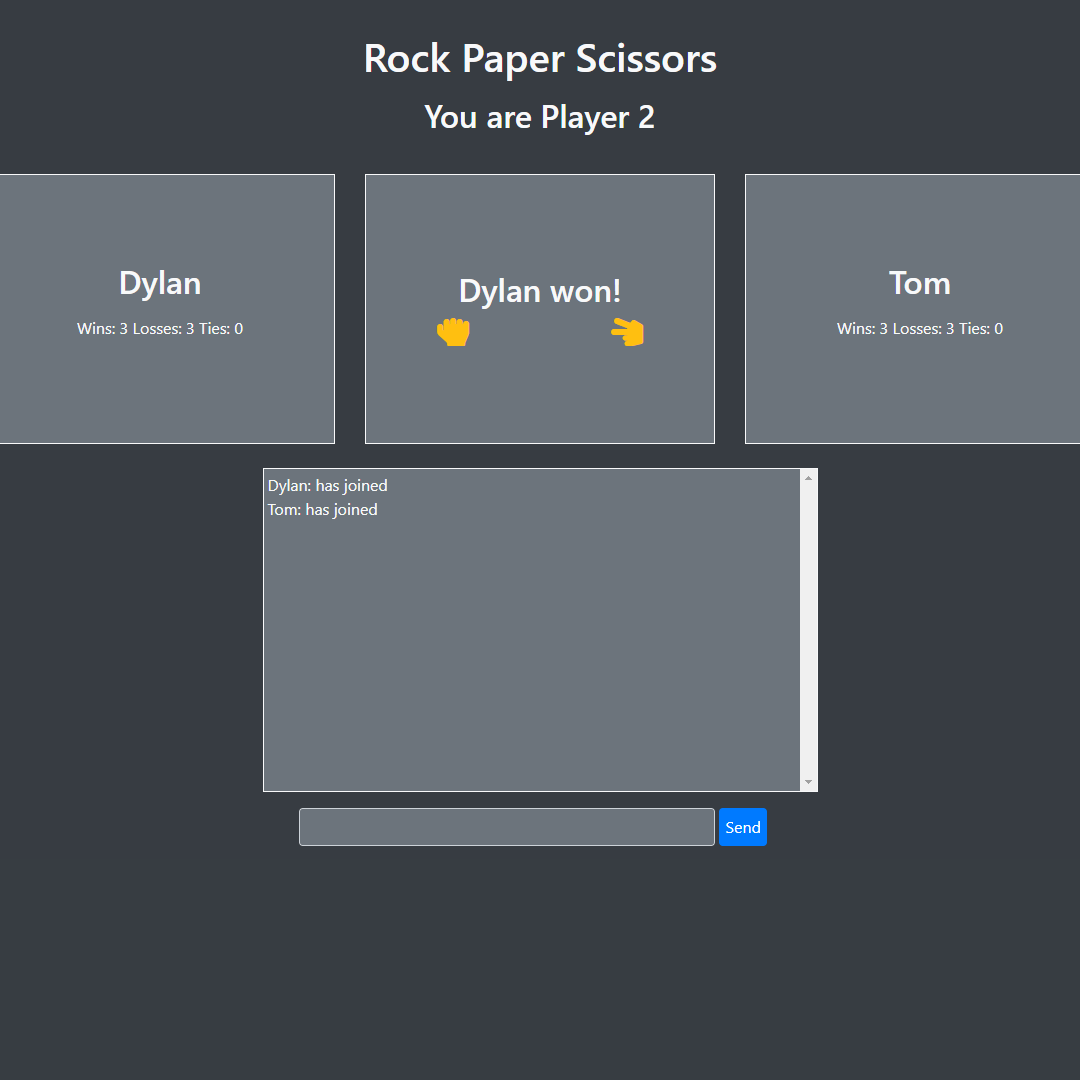 Rock Paper Scissors
You are Player 2
Dylan
Wins: 3 Losses: 3 Ties: 0
Dylan won!
Tom
Wins: 3 Losses: 3 Ties: 0
Dylan: has joined
Tom: has joined
Send